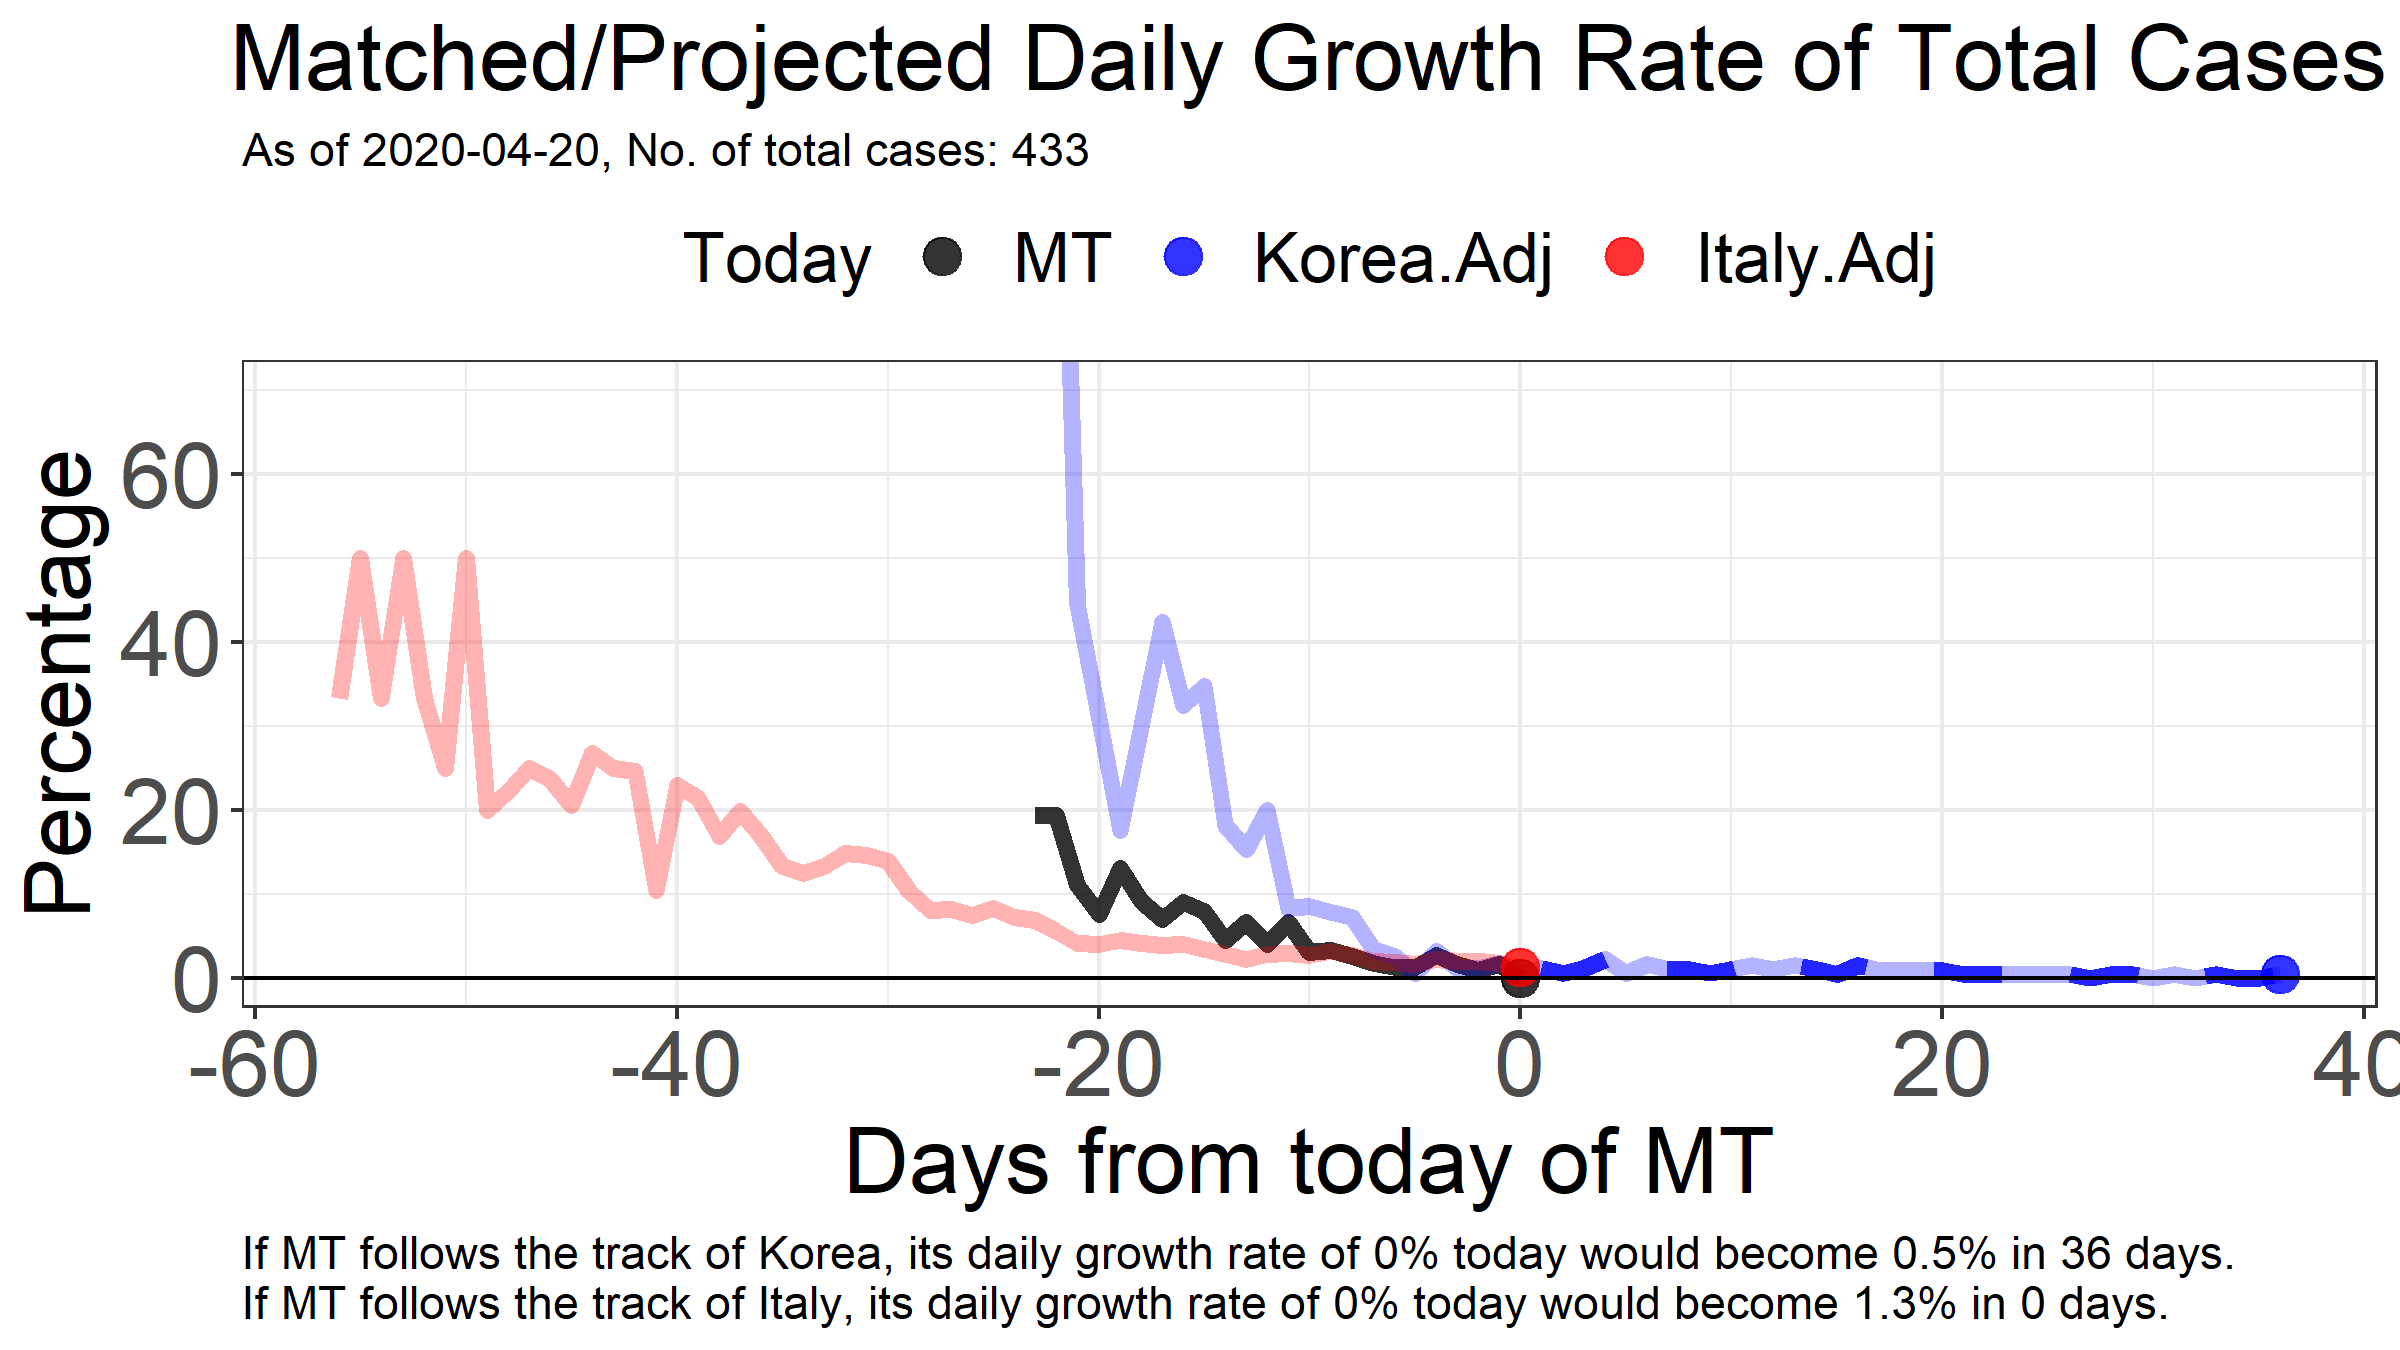 Matched/Projected Daily Growth Rate of Total Cases
As of 2020-04-20, No. of total cases: 433
Today MT Korea.Adj Italy.Adj
Percentage
60
40
20
0
-60 -40 -20 0 20 40
Days from today of MT
If MT follows the track of Korea, its daily growth rate of 0% today would become 0.5% in 36 days.
If MT follows the track of Italy, its daily growth rate of 0% today would become 1.3% in 0 days.